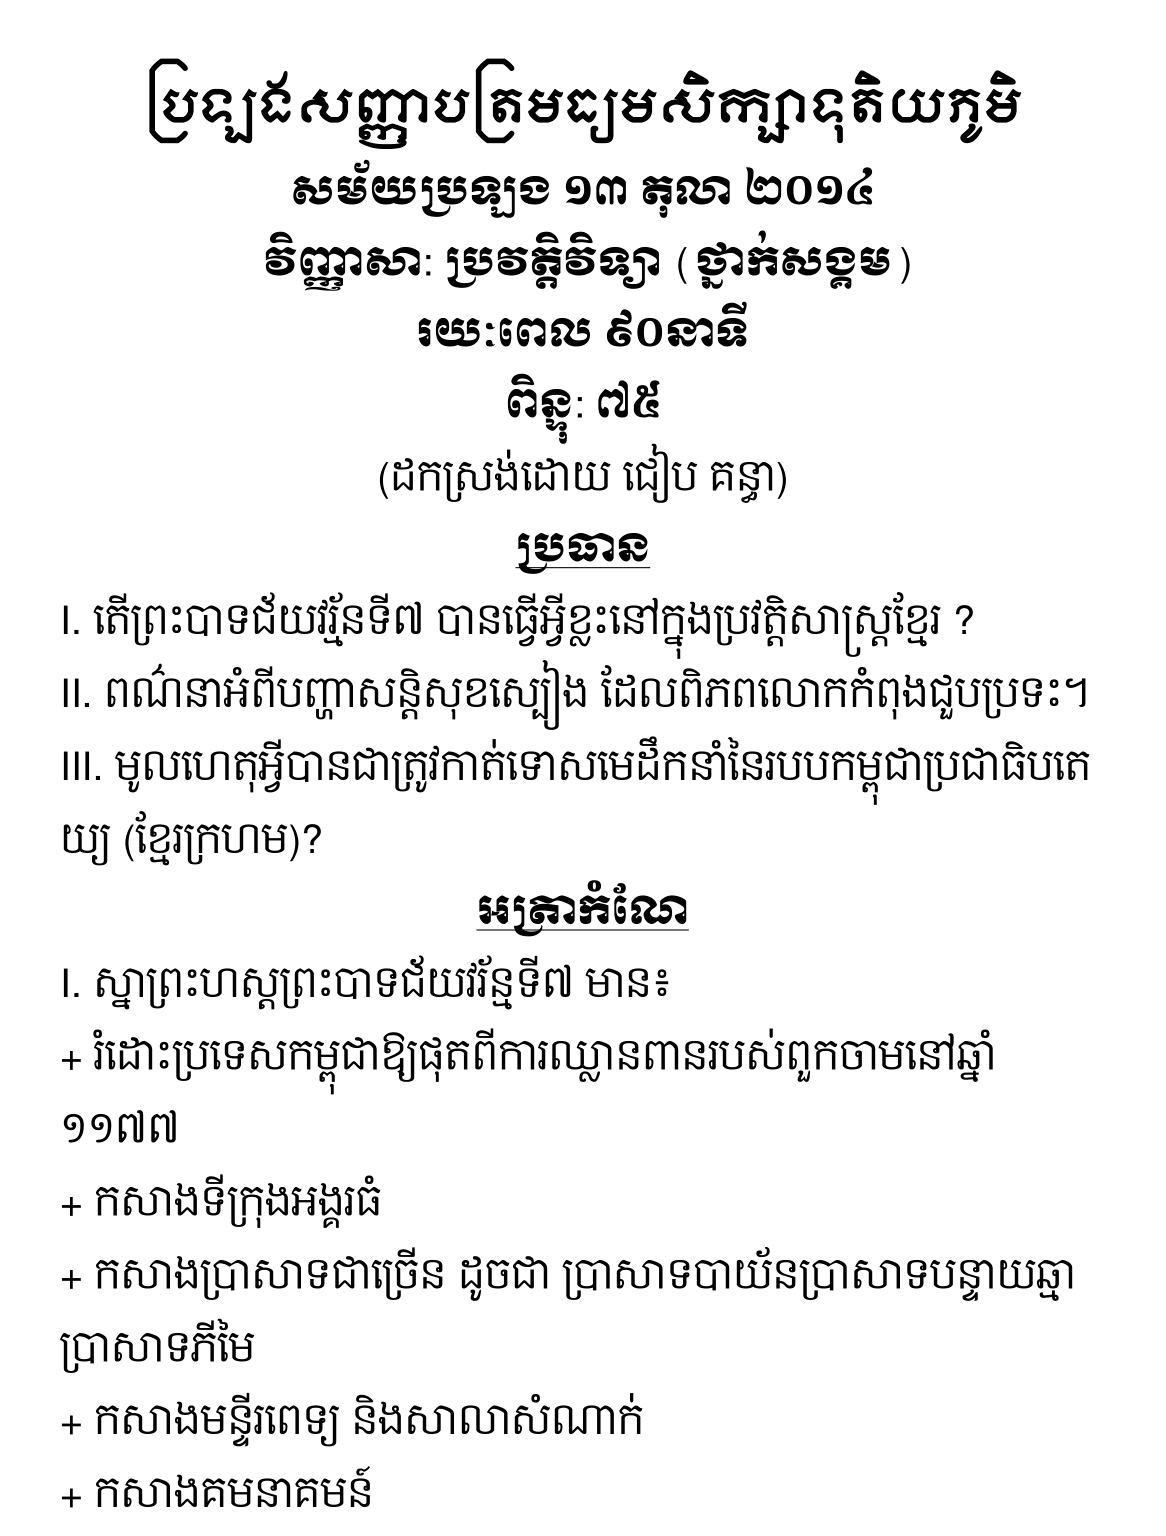 ប្រឡងសញ្ញាបត្រមធ្យមសិក្សាទុតិយភូមិ
សម័យប្រឡង ១៣ តុលា ២០១៤
វិញ្ញាសា: ប្រវត្តិវិទ្យា (ថ្នាក់សង្គម)
រយៈពេល ៩០នាទី
ពិន្ទុ: ៧៥
(ដកស្រង់ដោយ ជៀប គន្ធា)
ប្រធាន
I. តើព្រះបាទជ័យវរ្ម័នទី៧ បានធ្វើអ្វីខ្លះនៅក្នុងប្រវត្តិសាស្រ្តខ្មែរ ?
II. ពណ៌នាអំពីបញ្ហាសន្តិសុខស្បៀង ដែលពិភពលោកកំពុងជួបប្រទះ។
III. មូលហេតុអ្វីបានជាត្រូវកាត់ទោសមេដឹកនាំនៃរបបកម្ពុជាប្រជាធិបតេ
យ្យ (ខ្មែរក្រហម)?
អត្រាកំណែ
I. ស្នាព្រះហស្តព្រះបាទជ័យវរ័ន្មទី៧ មាន៖
+ រំដោះប្រទេសកម្ពុជាឱ្យផុតពីការឈ្លានពានរបស់ពួកចាមនៅឆ្នាំ
១១៧៧
+ កសាងទីក្រុងអង្គរធំ
+ កសាងប្រាសាទជាច្រើន ដូចជា ប្រាសាទបាយ័នប្រាសាទបន្ទាយឆ្មា
ប្រាសាទភីមៃ
+ កសាងមន្ទីរពេទ្យ និងសាលាសំណាក់
+ កសាងគមនាគមន៍